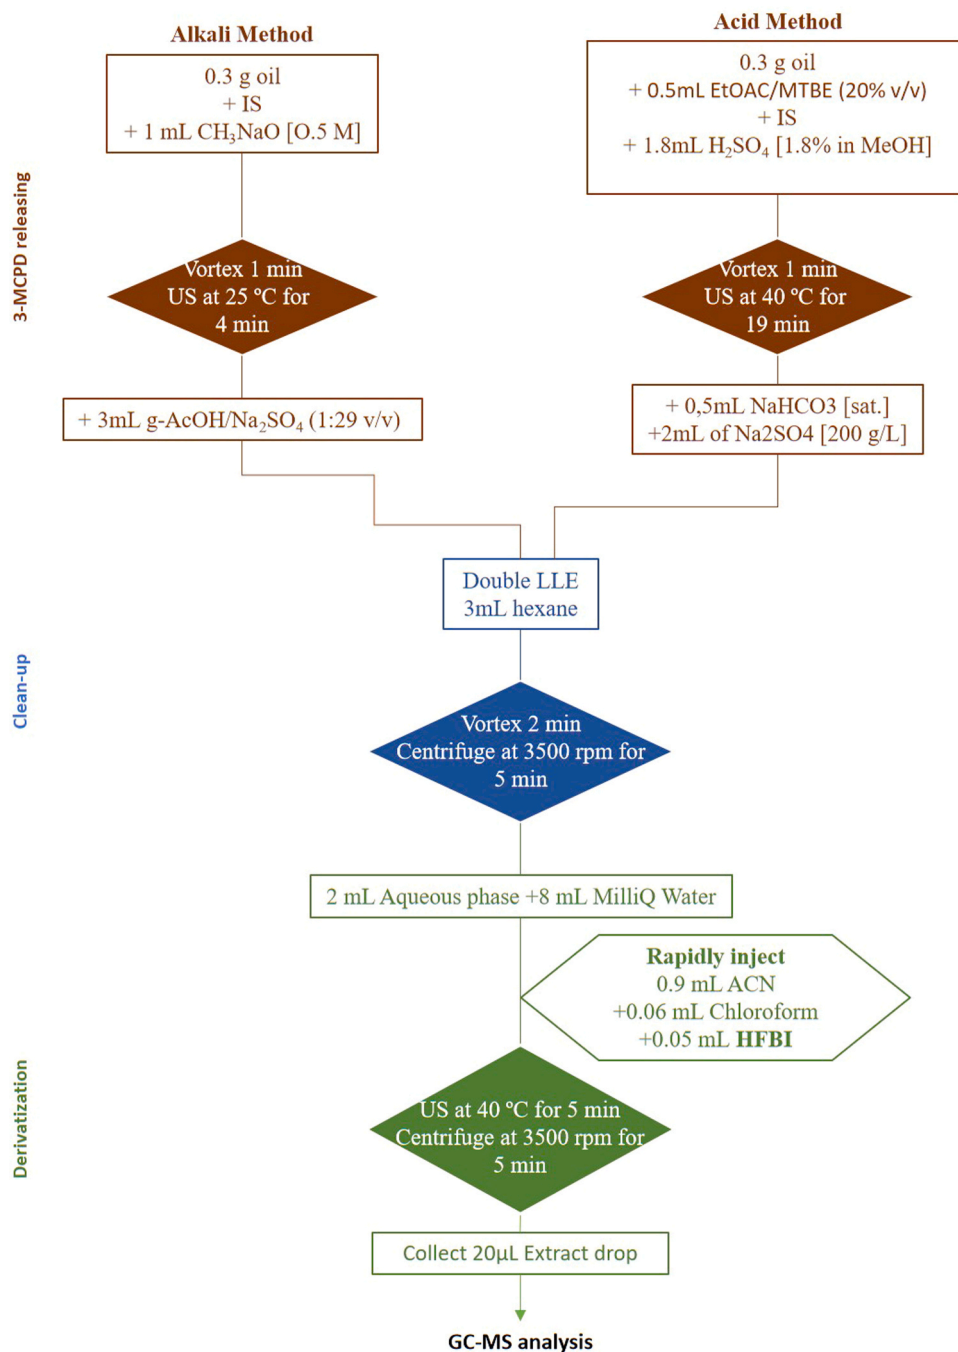 Alkali Method
0.3 g oil
+ IS
+ 1 mL CH₃NaO [O.5 M]
Acid Method
0.3 g oil
+ 0.5mL EtOAC/MTBE (20% v/v)
+ IS
+ 1.8mL H₂SO₄ [1.8% in MeOH]
3-MCPD releasing
Vortex 1 min
US at 25 ºC for
4 min
Vortex 1 min
US at 40 ºC for
19 min
+ 3mL g-AcOH/Na₂SO₄ (1:29 v/v)
+ 0,5mL NaHCO3 [sat.]
+2mL of Na2SO4 [200 g/L]
Clean-up
Double LLE
3mL hexane
Vortex 2 min
Centrifuge at 3500 rpm for
5 min
Derivatization
2 mL Aqueous phase +8 mL MilliQ Water
Rapidly inject
0.9 mL ACN
+0.06 mL Chloroform
+0.05 mL HFBI
US at 40 ºC for 5 min
Centrifuge at 3500 rpm for
5 min
Collect 20µL Extract drop
GC-MS analysis